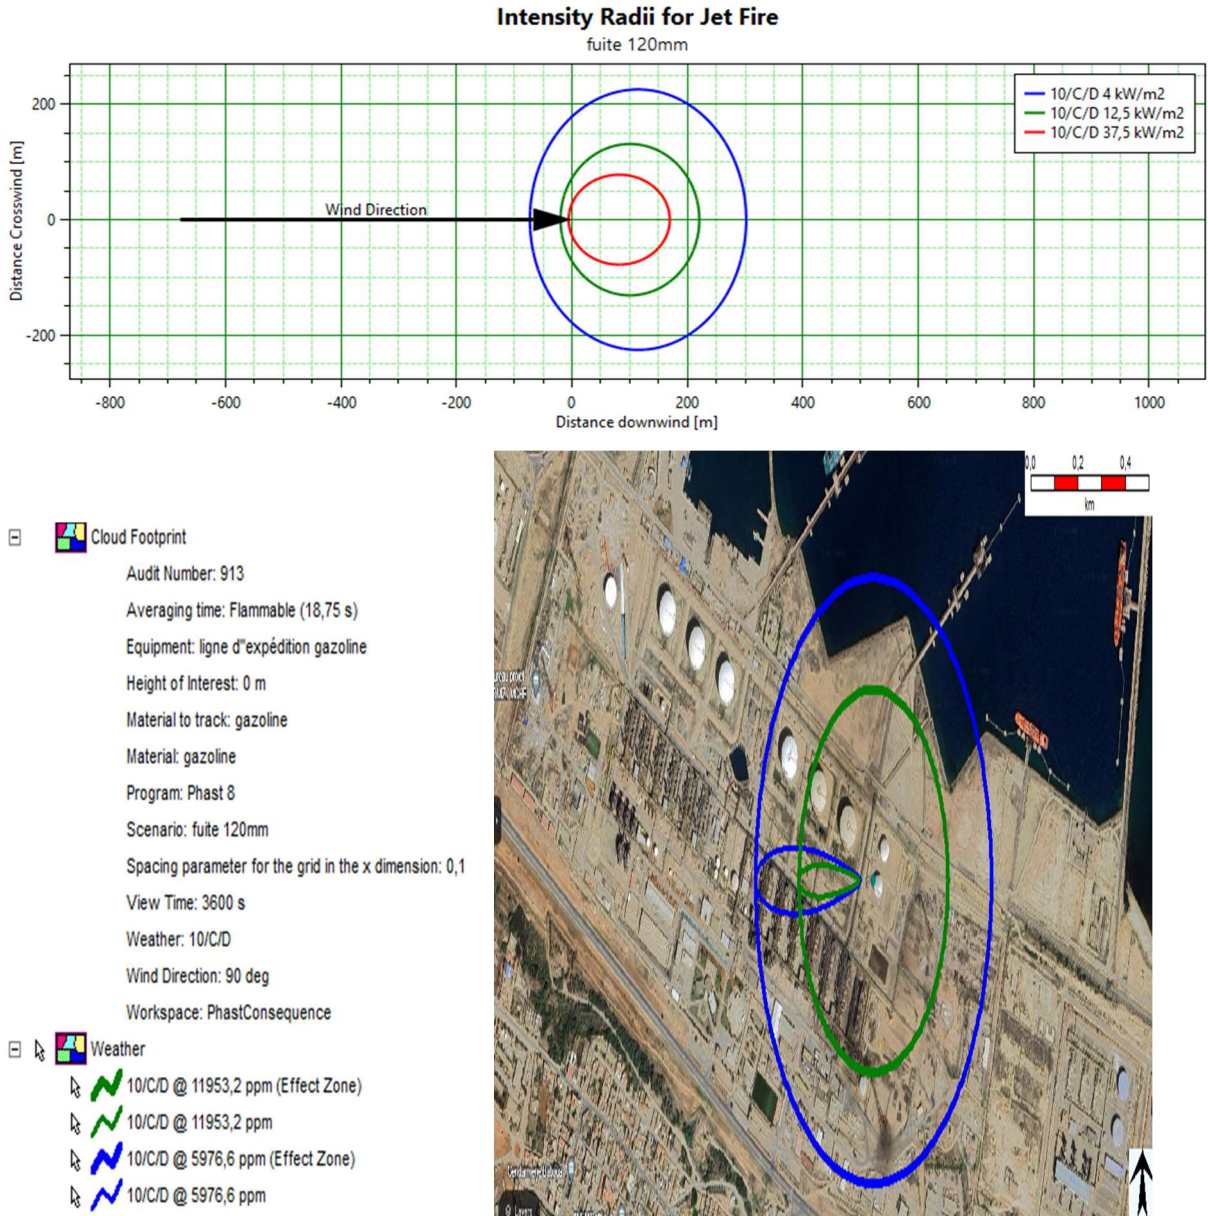 Intensity Radii for Jet Fire
fuite 120mm
10/C/D 4 kW/m2
10/C/D 12,5 kW/m2
10/C/D 37,5 kW/m2
Wind Direction
Distance Crosswind [m]
200
0
-200
-800 -600 -400 -200 0 200 400 600 800 1000
Distance downwind [m]
0,0 0,2 0,4
km
Cloud Footprint
Audit Number: 913
Averaging time: Flammable (18,75 s)
Equipment: ligne d"expédition gazoline
Height of Interest: 0 m
Material to track: gazoline
Material: gazoline
Program: Phast 8
Scenario: fuite 120mm
Spacing parameter for the grid in the x dimension: 0,1
View Time: 3600 s
Weather: 10/C/D
Wind Direction: 90 deg
Workspace: PhastConsequence
Weather
10/C/D @ 11953,2 ppm (Effect Zone)
10/C/D @ 11953,2 ppm
10/C/D @ 5976,6 ppm (Effect Zone)
10/C/D @ 5976,6 ppm
Gendarmerie
Layers